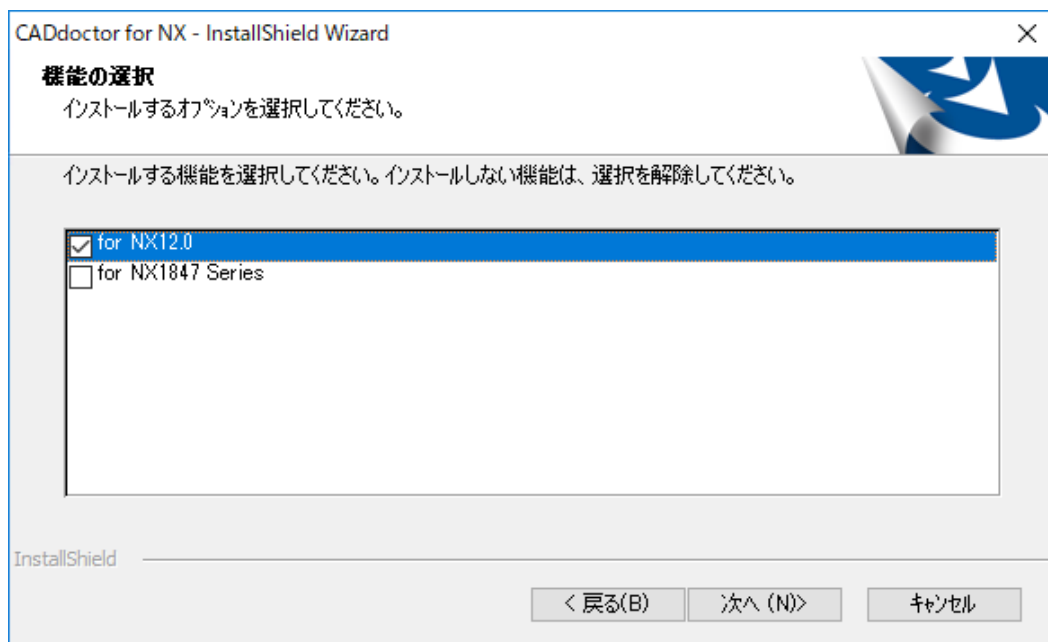 CADdoctor for NX - InstallShield Wizard
機能の選択
インストールするオプションを選択してください。
インストールする機能を選択してください。インストールしない機能は、選択を解除してください。
for NX12.0
for NX1847 Series
InstallShield
< 戻る(B)
次へ (N)>
キャンセル